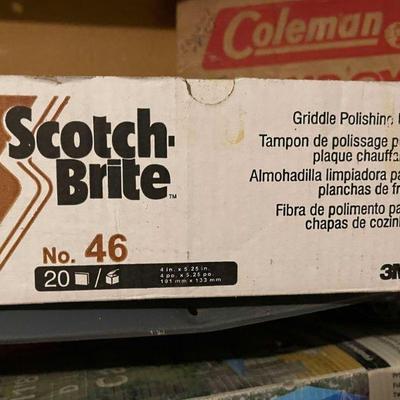 Coleman
Scotch-
Brite™
No. 46
20 /
4 in. x 5.25 in.
4 po. x 5.25 po.
101 mm x 133 mm
Griddle Polishing
Tampon de polissage
plaque chauffa
Almohadilla limpiadora pa
planchas de fr
Fibra de polimento pa
chapas de cozin
3M